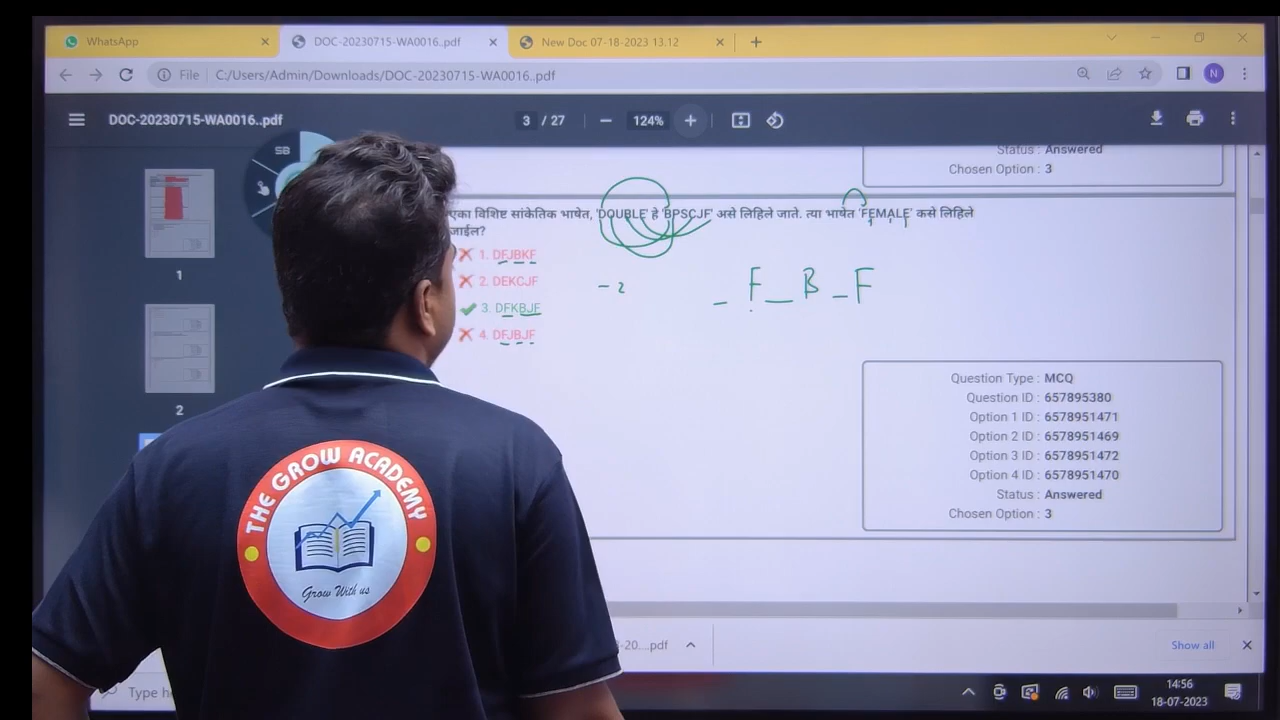 WhatsApp
DOC-20230715-WA0016..pdf
New Doc 07-18-2023 13.12
File C:/Users/Admin/Downloads/DOC-20230715-WA0016..pdf
N
DOC-20230715-WA0016..pdf
3 / 27
124%
SB
Status : Answered
Chosen Option : 3
एका विशिष्ट सांकेतिक भाषेत, 'DOUBLE' हे 'BPSCJF' असे लिहिले जाते. त्या भाषेत 'FEMALE' कसे लिहिले
जाईल?
1. DFJBKF
2. DEKCJF
3. DFKBJF
4. DFJBJF
-2
_ F _ B _ F
1
2
Question Type : MCQ
Question ID : 657895380
Option 1 ID : 6578951471
Option 2 ID : 6578951469
Option 3 ID : 6578951472
Option 4 ID : 6578951470
Status : Answered
Chosen Option : 3
THE GROW ACADEMY
Grow With us
-20....pdf
Show all
Type he
14:56
18-07-2023